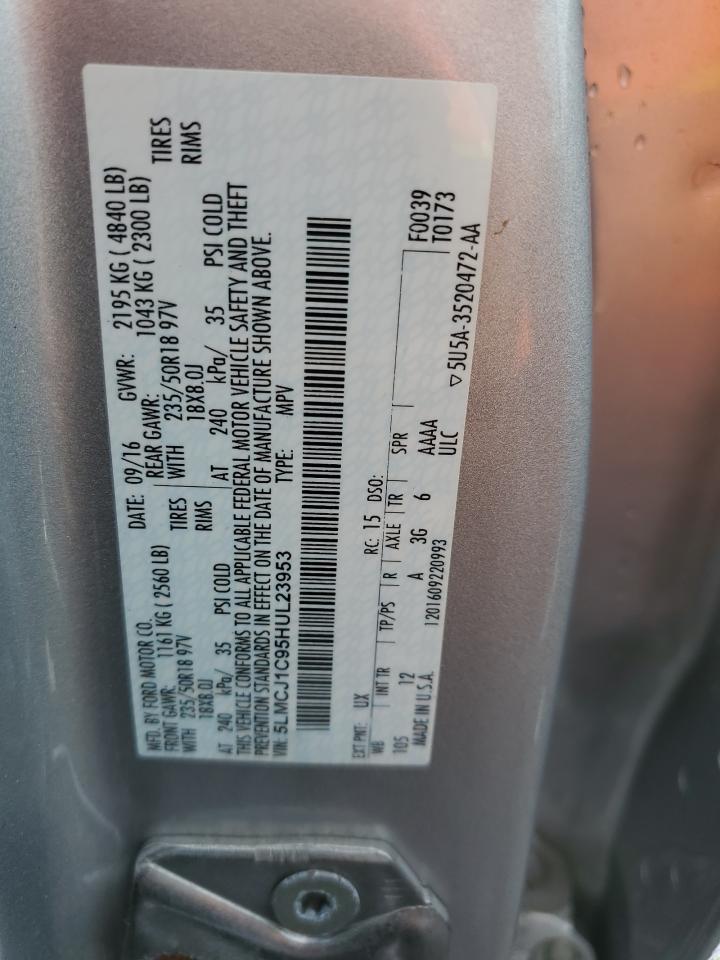 MFD. BY FORD MOTOR CO.
DATE: 09/16 GVWR: 2195 KG ( 4840 LB)
FRONT GAWR: 1161 KG ( 2560 LB) REAR GAWR: 1043 KG ( 2300 LB)
WITH 235/50R18 97V TIRES WITH 235/50R18 97V TIRES
18X8.0J RIMS 18X8.0J RIMS
AT 240 kPa/ 35 PSI COLD AT 240 kPa/ 35 PSI COLD
THIS VEHICLE CONFORMS TO ALL APPLICABLE FEDERAL MOTOR VEHICLE SAFETY AND THEFT
PREVENTION STANDARDS IN EFFECT ON THE DATE OF MANUFACTURE SHOWN ABOVE.
VIN: 5LMCJ1C95HUL23953 TYPE: MPV
EXT PNT: UX RC: 15 DSO: F0039
WB INT TR TP/PS R AXLE TR SPR T0173
105 12 A 3G 6 AAAA
MADE IN U.S.A. 1201609220993 ULC
▽5U5A-3520472-AA